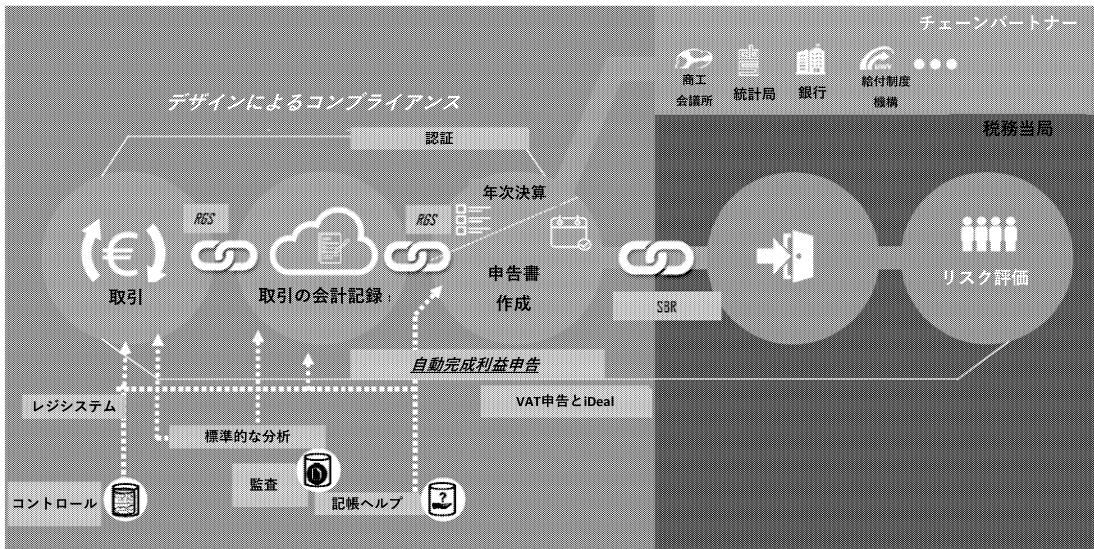 チェーンパートナー
商工
会議所
統計局
銀行
給付制度
機構
税務当局
デザインによるコンプライアンス
認証
年次決算
RGS
RGS
取引
取引の会計記録
申告書
作成
SBR
リスク評価
自動完成利益申告
VAT申告とiDeal
レジシステム
標準的な分析
監査
コントロール
記帳ヘルプ